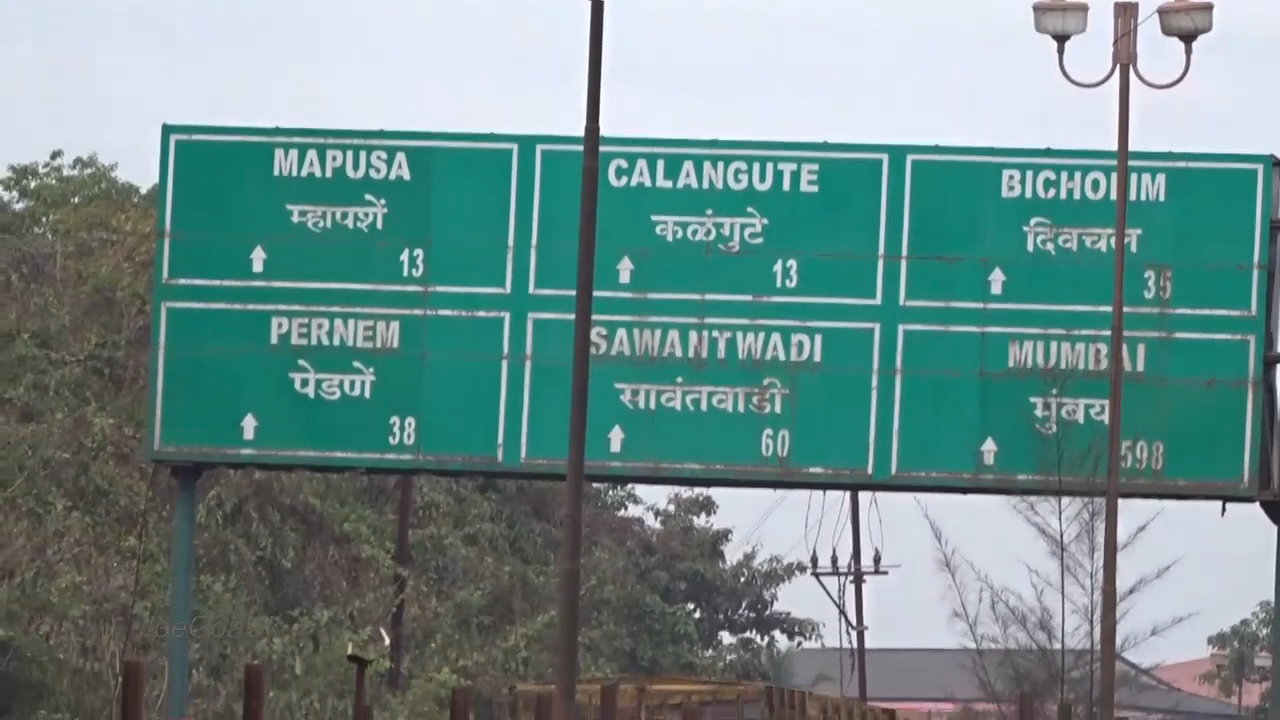 MAPUSA
म्हापशें
13
CALANGUTE
कळंगुटें
13
BICHOLIM
दिवचल
35
PERNEM
पेडणें
38
SAWANTWADI
सावंतवाडी
60
MUMBAI
मुंबय
598